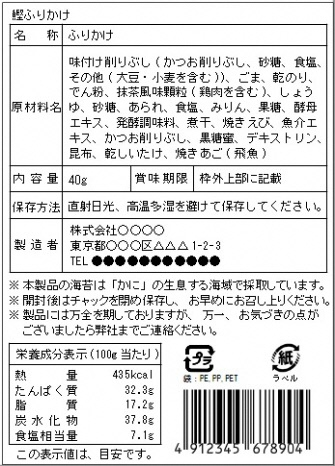 鰹ふりかけ
名 称 ふりかけ
原材料名 味付け削りぶし(かつお削りぶし、砂糖、食塩、
その他(大豆・小麦を含む))、ごま、乾のり、
でん粉、抹茶風味顆粒(鶏肉を含む)、しょう
ゆ、砂糖、あられ、食塩、みりん、果糖、酵母
エキス、発酵調味料、煮干、焼きえび、魚介エ
キス、かつお削りぶし、黒糖蜜、デキストリン、
昆布、乾しいたけ、焼きあご(飛魚)
内 容 量 40g 賞味期限 枠外上部に記載
保存方法 直射日光、高温多湿を避けて保存してください。
製 造 者 株式会社○○○○
東京都○○○区△△△1-2-3
TEL ●●●●●●●●●●
※ 本製品の海苔は「かに」の生息する海域で採取しています。
※ 開封後はチャックを閉め保存し、お早めにお召し上りください。
※ 製品には万全を期しておりますが、万一、お気づきの点が
ございましたら弊社までご連絡ください。
栄養成分表示(100g当たり)
熱 量 435kcal
たんぱく質 32.3g
脂 質 17.2g
炭水化物 37.8g
食塩相当量 7.1g
この表示値は、目安です。
プラ
袋:PE,PP,PET
紙
ラベル
4 912345 678904